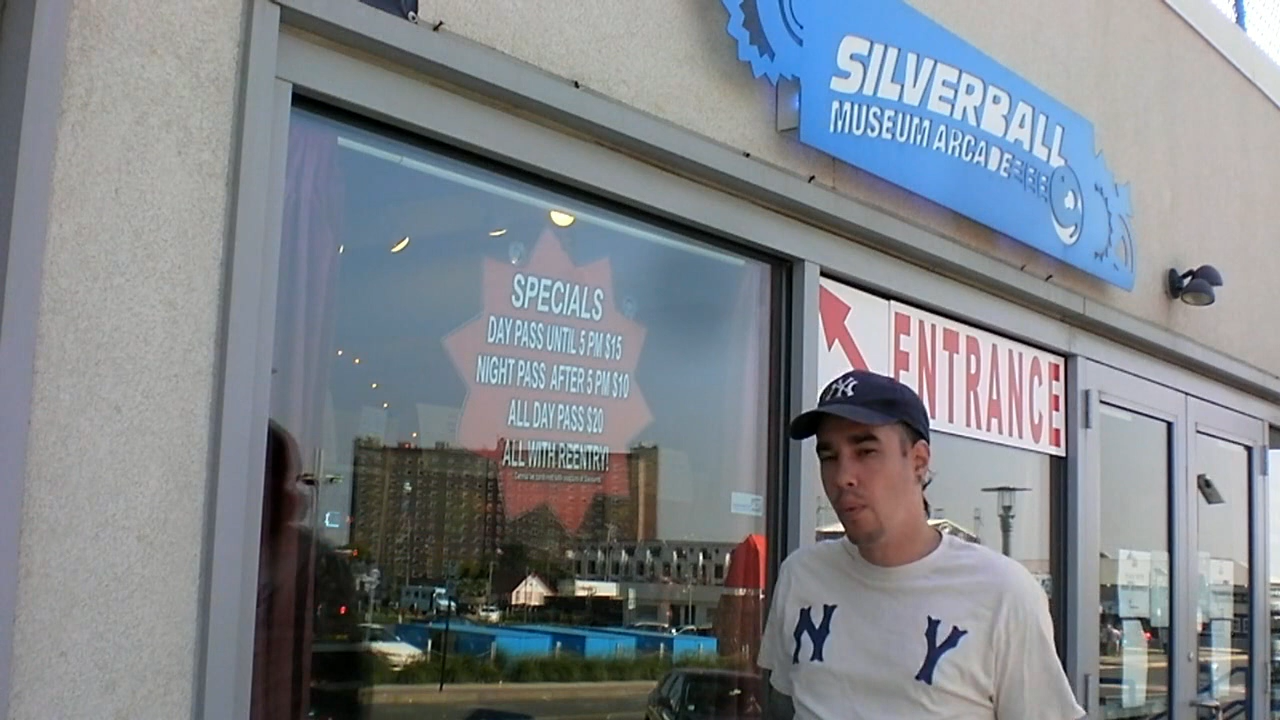 SILVERBALL
MUSEUM ARCADE
SPECIALS
DAY PASS UNTIL 5 PM $15
NIGHT PASS AFTER 5 PM $10
ALL DAY PASS $20
ALL WITH REENTRY!
ENTRANCE
NY
N Y